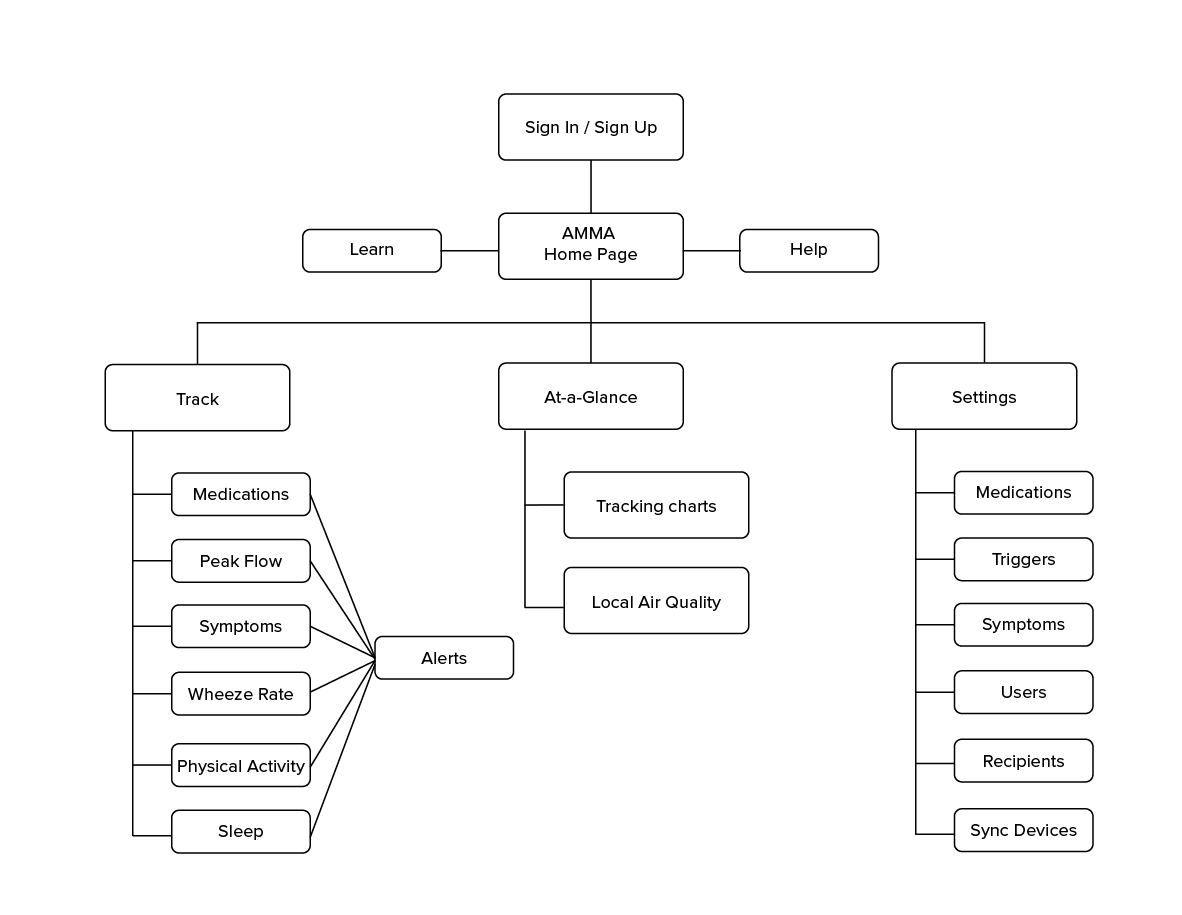 Sign In / Sign Up
AMMA
Home Page
Learn
Help
Track
At-a-Glance
Settings
Medications
Peak Flow
Symptoms
Wheeze Rate
Physical Activity
Sleep
Alerts
Tracking charts
Local Air Quality
Medications
Triggers
Symptoms
Users
Recipients
Sync Devices